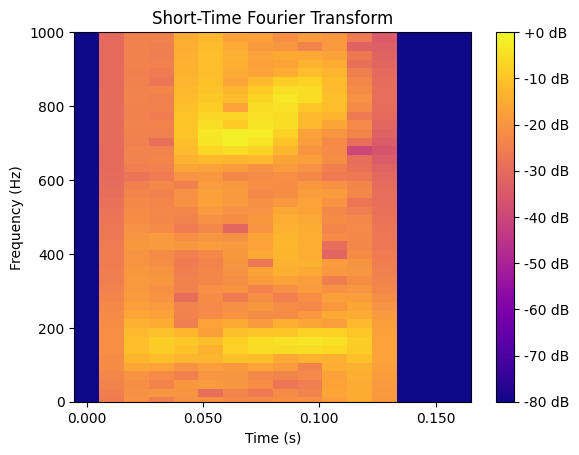 Short-Time Fourier Transform
1000
800
600
400
200
0
Frequency (Hz)
0.000
0.050
0.100
0.150
Time (s)
+0 dB
-10 dB
-20 dB
-30 dB
-40 dB
-50 dB
-60 dB
-70 dB
-80 dB